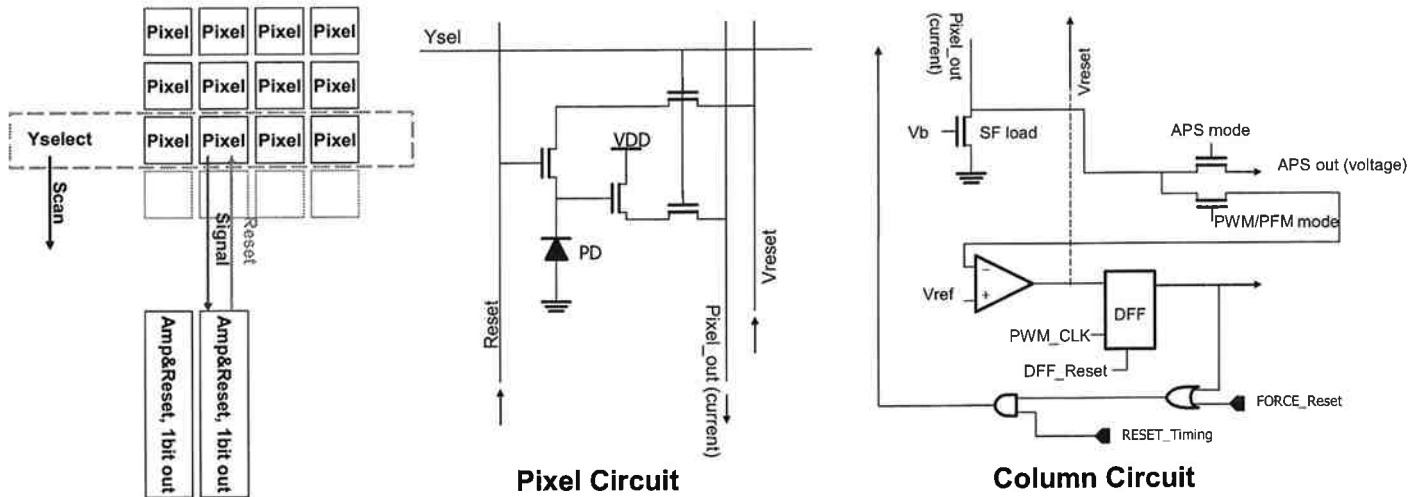 Pixel Pixel Pixel Pixel
Pixel Pixel Pixel Pixel
Yselect Pixel Pixel Pixel Pixel
Scan
Signal
Reset
Amp&Reset, 1bit out
Amp&Reset, 1bit out
Ysel
VDD
PD
Reset
Pixel_out (current)
Vreset
Pixel Circuit
Pixel_out
(current)
Vreset
Vb
SF load
APS mode
APS out (voltage)
PWM/PFM mode
Vref
−
+
DFF
PWM_CLK
DFF_Reset
FORCE_Reset
RESET_Timing
Column Circuit